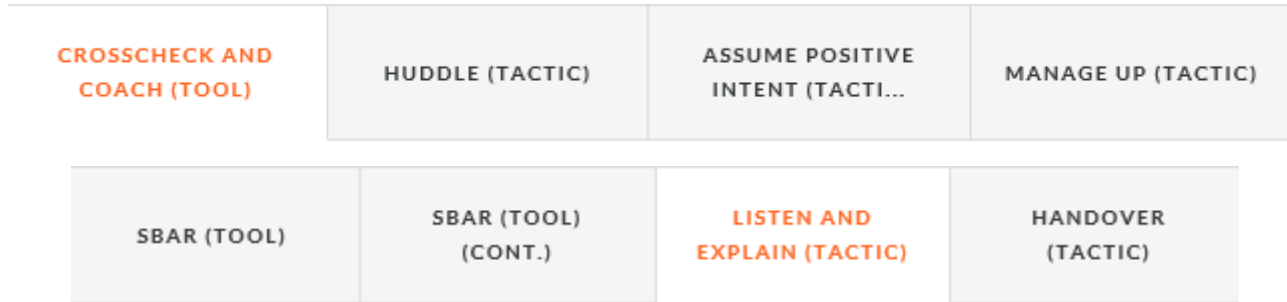 CROSSCHECK AND
COACH (TOOL)
HUDDLE (TACTIC)
ASSUME POSITIVE
INTENT (TACTI...
MANAGE UP (TACTIC)
SBAR (TOOL)
SBAR (TOOL)
(CONT.)
LISTEN AND
EXPLAIN (TACTIC)
HANDOVER
(TACTIC)